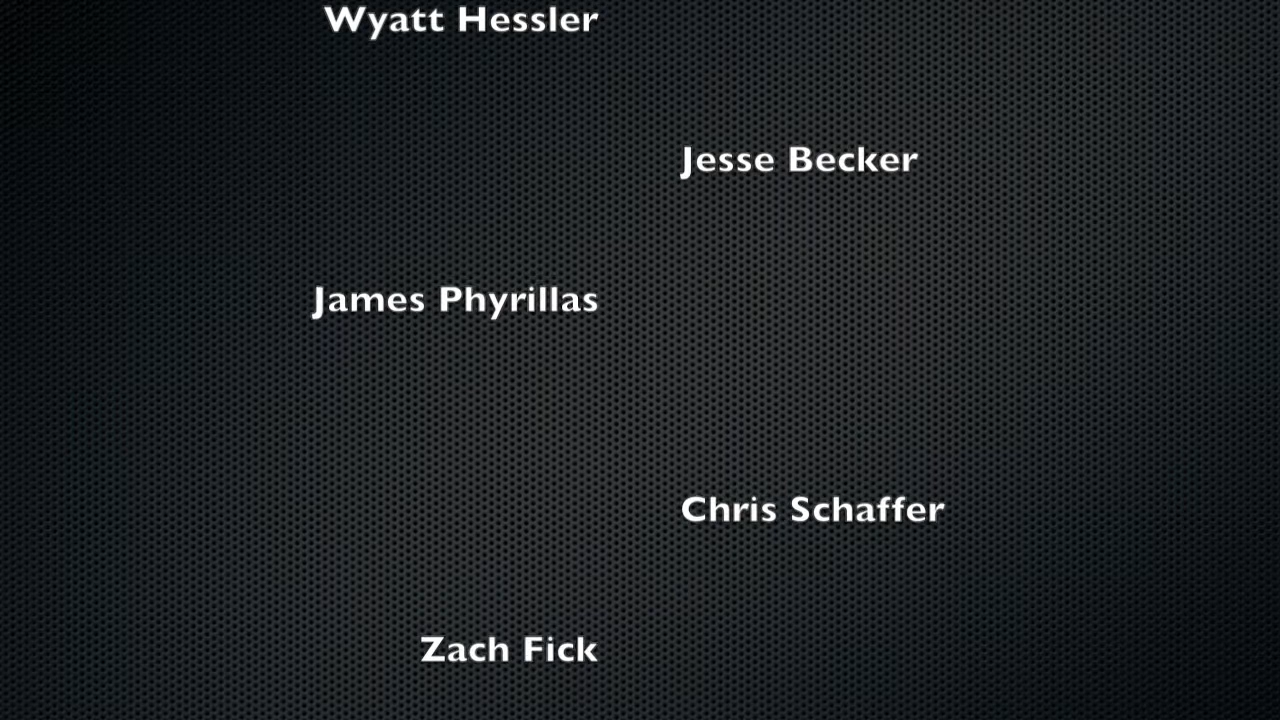 Wyatt Hessler
Jesse Becker
James Phyrillas
Chris Schaffer
Zach Fick